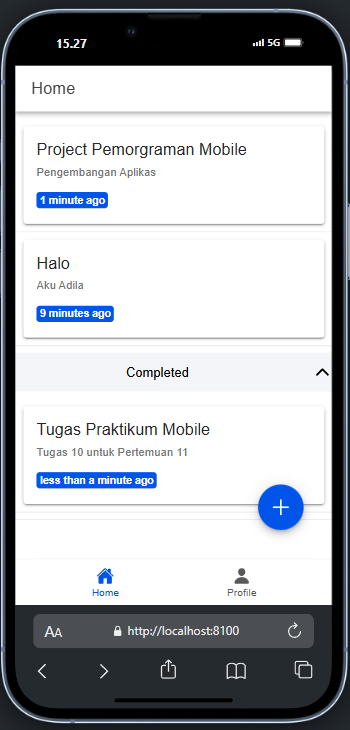 15.27
5G
Home
Project Pemorgraman Mobile
Pengembangan Aplikas
1 minute ago
Halo
Aku Adila
9 minutes ago
Completed
Tugas Praktikum Mobile
Tugas 10 untuk Pertemuan 11
less than a minute ago
Home
Profile
AA
http://localhost:8100